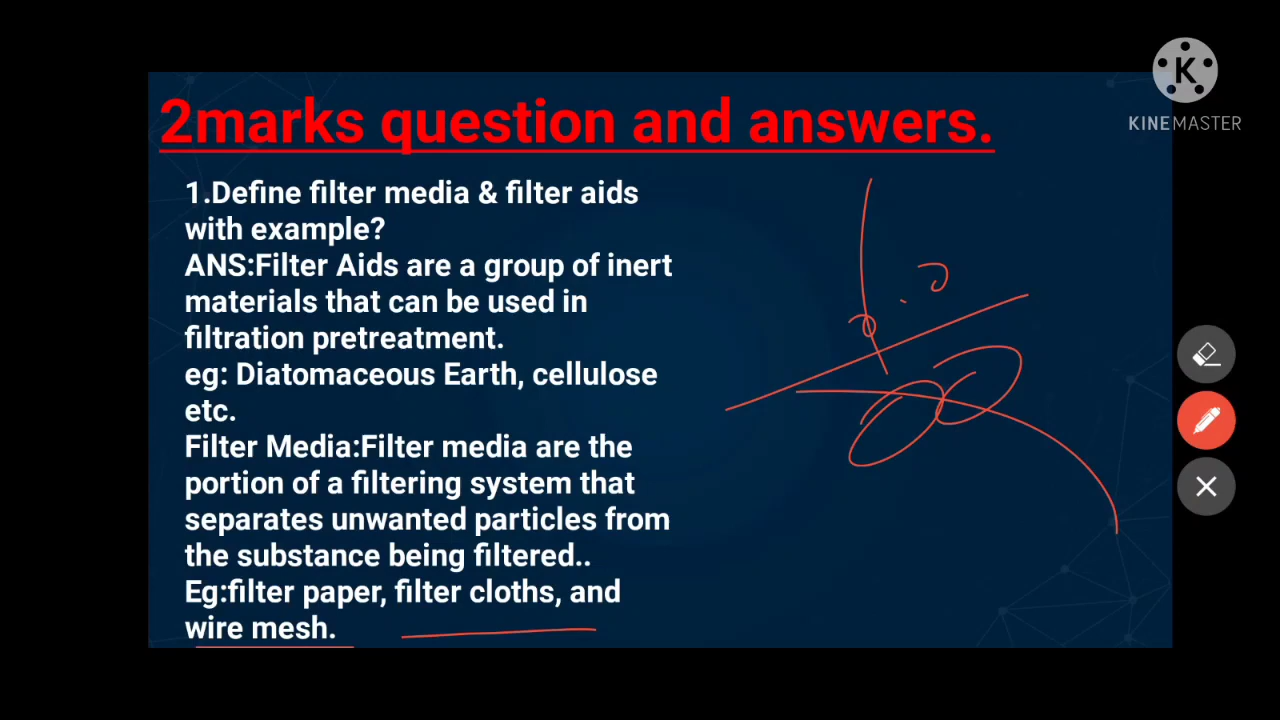 2marks question and answers.
1.Define filter media & filter aids
with example?
ANS:Filter Aids are a group of inert
materials that can be used in
filtration pretreatment.
eg: Diatomaceous Earth, cellulose
etc.
Filter Media:Filter media are the
portion of a filtering system that
separates unwanted particles from
the substance being filtered..
Eg:filter paper, filter cloths, and
wire mesh.
K
KINEMASTER